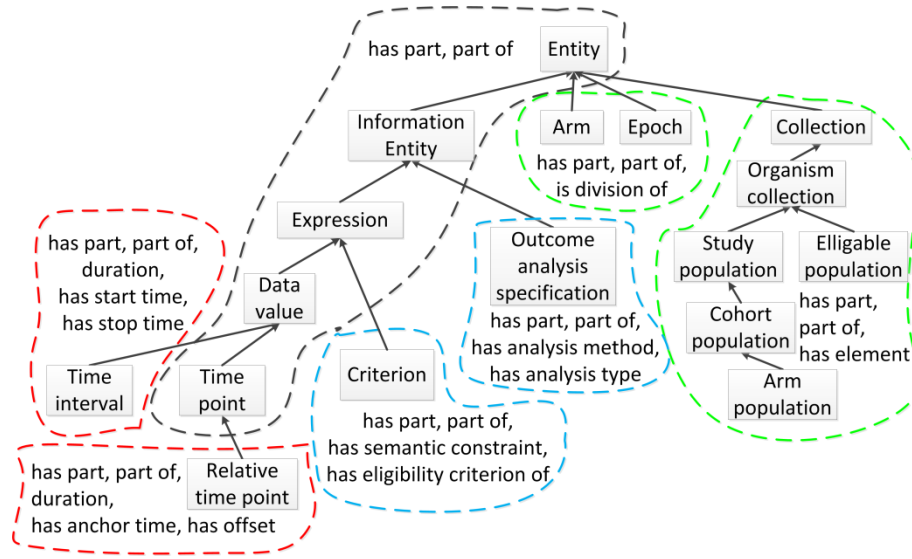 has part, part of
Entity
Information
Entity
Arm
Epoch
has part, part of,
is division of
Collection
Organism
collection
Expression
Study
population
Elligable
population
has part,
part of,
has element
Cohort
population
Arm
population
has part, part of,
duration,
has start time,
has stop time
Data
value
Outcome
analysis
specification
has part, part of,
has analysis method,
has analysis type
Time
interval
Time
point
Criterion
has part, part of,
has semantic constraint,
has eligibility criterion of
has part, part of,
duration,
has anchor time, has offset
Relative
time point